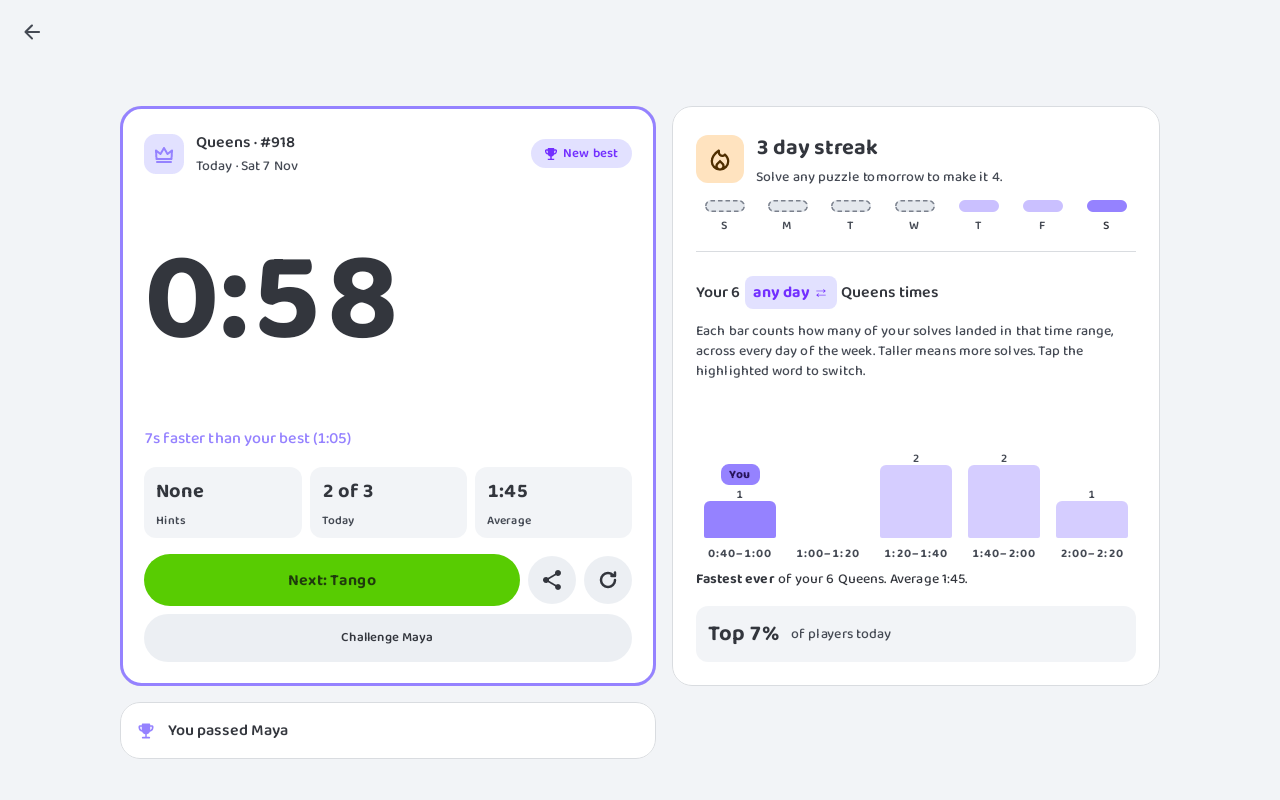 Queens · #918
Today · Sat 7 Nov
New best
0:58
7s faster than your best (1:05)
None
Hints
2 of 3
Today
1:45
Average
Next: Tango
Challenge Maya
You passed Maya
3 day streak
Solve any puzzle tomorrow to make it 4.
S M T W T F S
Your 6 any day Queens times
Each bar counts how many of your solves landed in that time range,
across every day of the week. Taller means more solves. Tap the
highlighted word to switch.
You
1 2 2 1
0:40–1:00 1:00–1:20 1:20–1:40 1:40–2:00 2:00–2:20
Fastest ever of your 6 Queens. Average 1:45.
Top 7% of players today